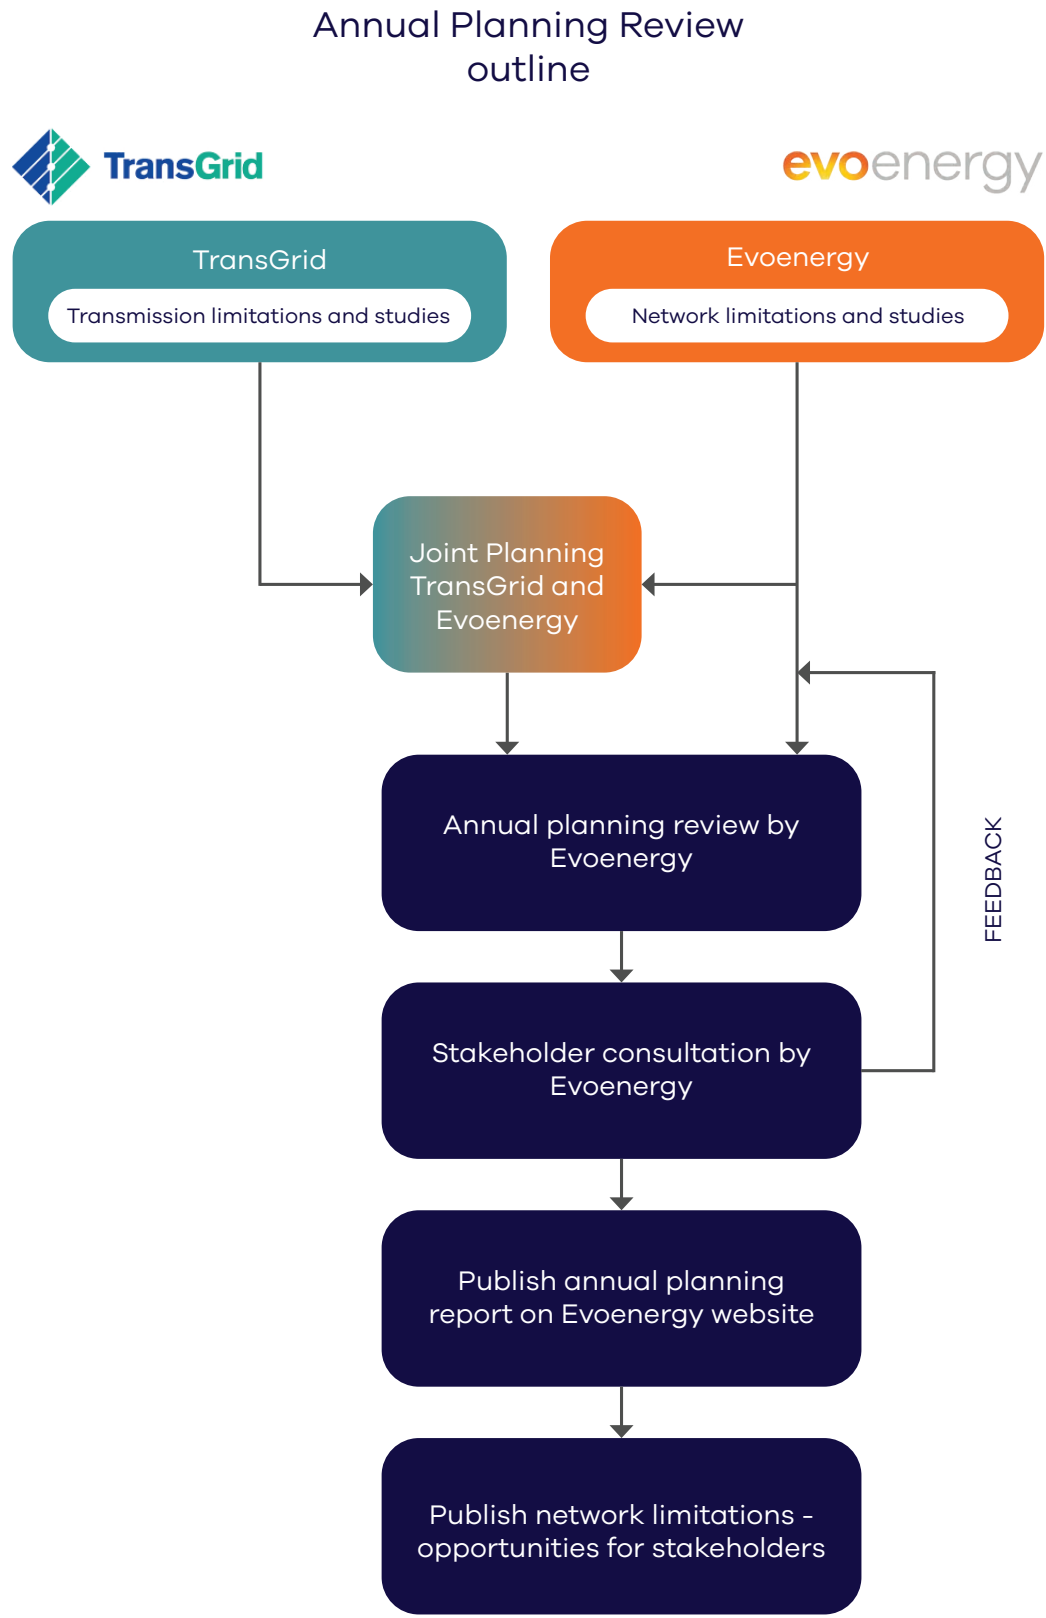 Annual Planning Review
outline
TransGrid
evoenergy
TransGrid
Transmission limitations and studies
Evoenergy
Network limitations and studies
Joint Planning
TransGrid and
Evoenergy
Annual planning review by
Evoenergy
FEEDBACK
Stakeholder consultation by
Evoenergy
Publish annual planning
report on Evoenergy website
Publish network limitations -
opportunities for stakeholders